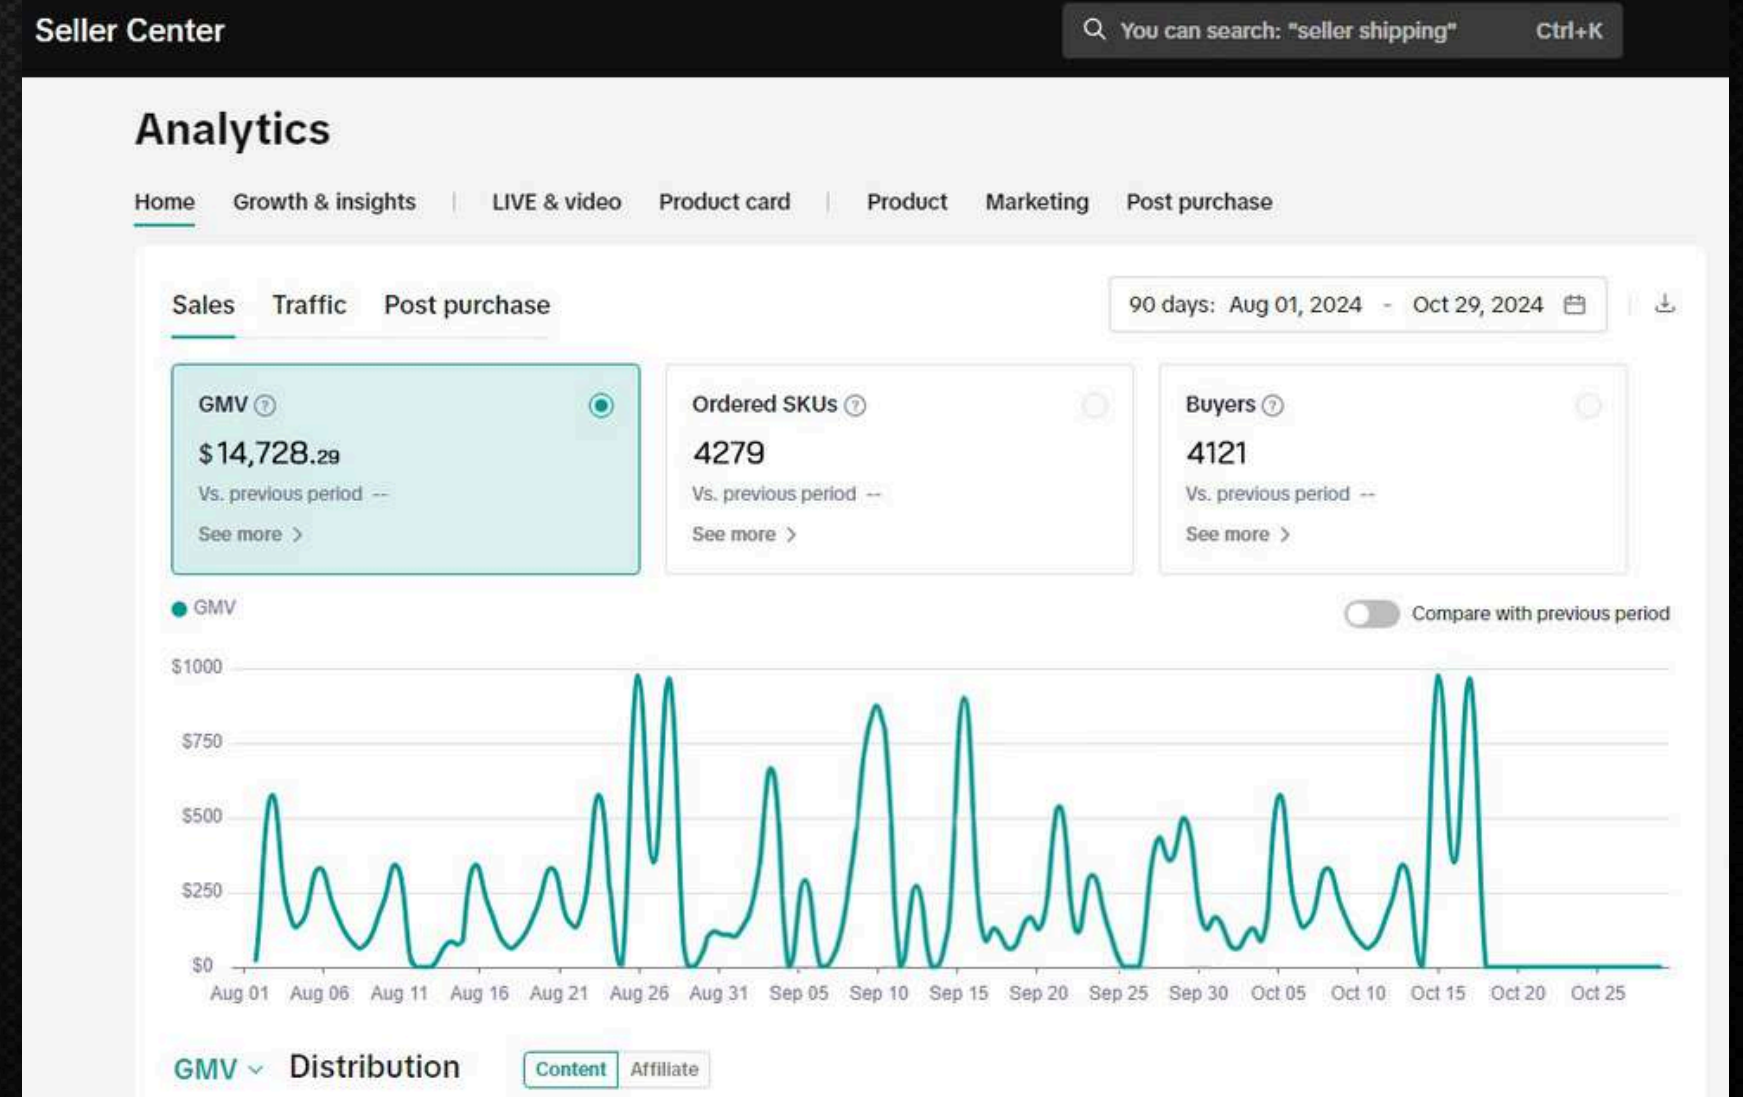 Seller Center
You can search: "seller shipping" Ctrl+K
Analytics
Home Growth & insights | LIVE & video Product card | Product Marketing Post purchase
Sales Traffic Post purchase
90 days: Aug 01, 2024 - Oct 29, 2024
GMV ? Ordered SKUs ? Buyers ?
$14,728.29 4279 4121
Vs. previous period -- Vs. previous period -- Vs. previous period --
See more > See more > See more >
GMV
Compare with previous period
$1000
$750
$500
$250
$0
Aug 01 Aug 06 Aug 11 Aug 16 Aug 21 Aug 26 Aug 31 Sep 05 Sep 10 Sep 15 Sep 20 Sep 25 Sep 30 Oct 05 Oct 10 Oct 15 Oct 20 Oct 25
GMV Distribution Content Affiliate